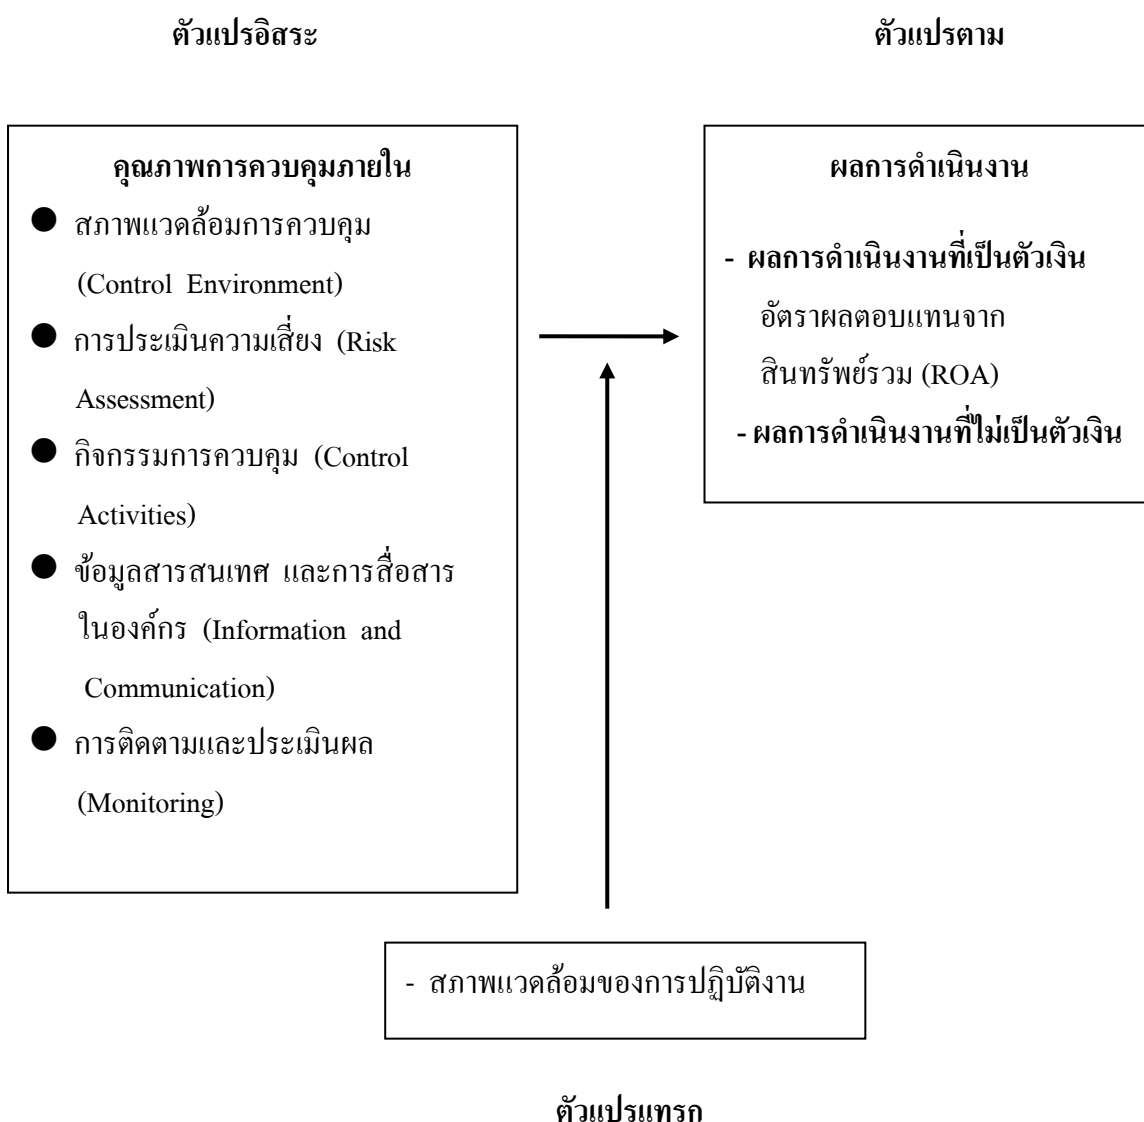 ตัวแปรอิสระ
ตัวแปรตาม
คุณภาพการควบคุมภายใน
● สภาพแวดล้อมการควบคุม
(Control Environment)
● การประเมินความเสี่ยง (Risk
Assessment)
● กิจกรรมการควบคุม (Control
Activities)
● ข้อมูลสารสนเทศ และการสื่อสาร
ในองค์กร (Information and
Communication)
● การติดตามและประเมินผล
(Monitoring)
ผลการดำเนินงาน
- ผลการดำเนินงานที่เป็นตัวเงิน
อัตราผลตอบแทนจาก
สินทรัพย์รวม (ROA)
- ผลการดำเนินงานที่ไม่เป็นตัวเงิน
- สภาพแวดล้อมของการปฏิบัติงาน
ตัวแปรแทรก